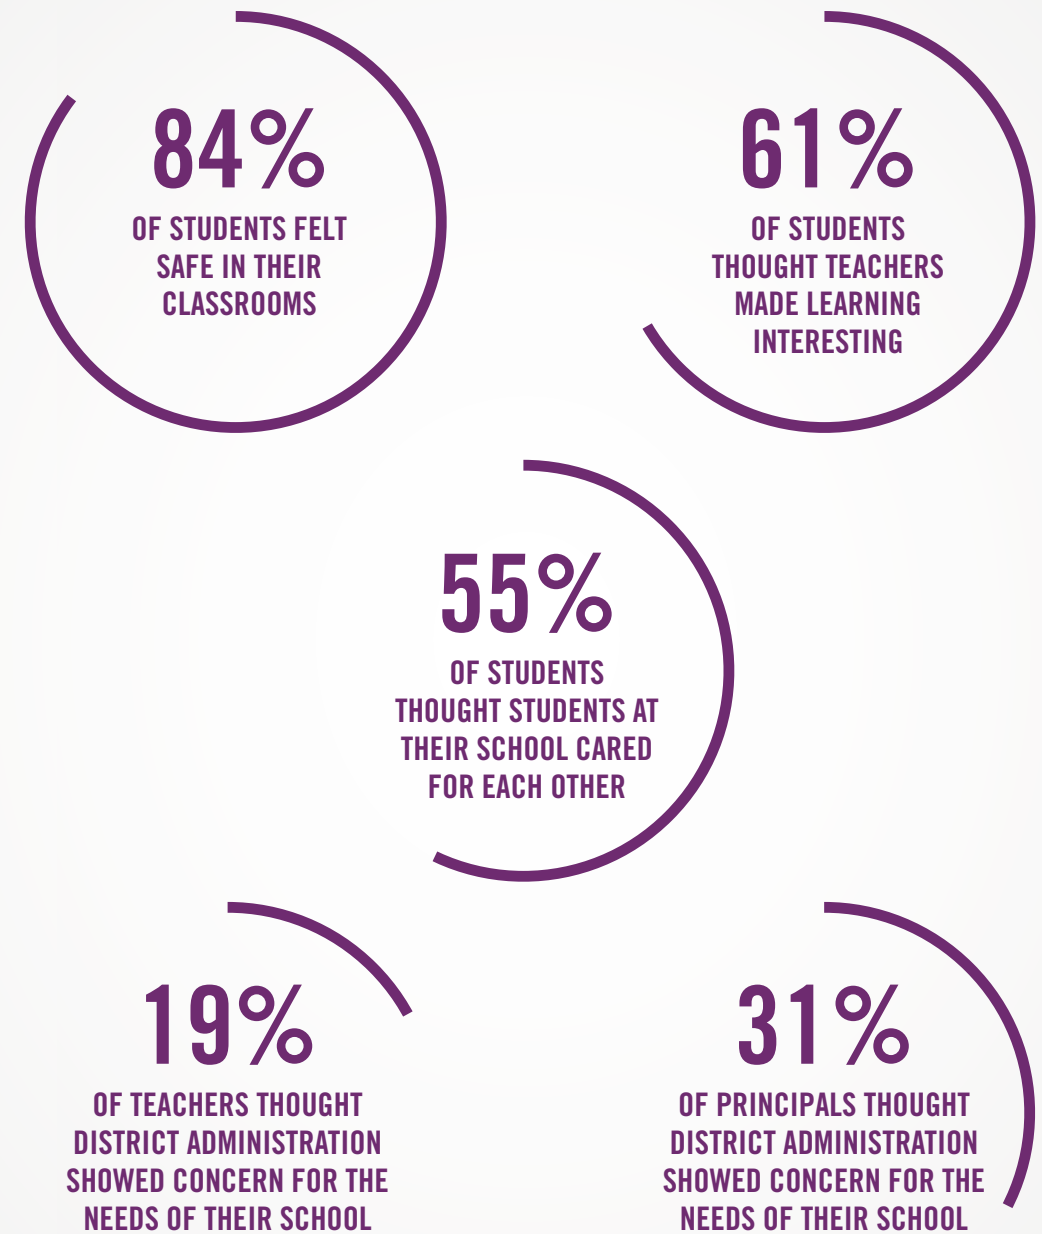 84%
OF STUDENTS FELT
SAFE IN THEIR
CLASSROOMS
61%
OF STUDENTS
THOUGHT TEACHERS
MADE LEARNING
INTERESTING
55%
OF STUDENTS
THOUGHT STUDENTS AT
THEIR SCHOOL CARED
FOR EACH OTHER
19%
OF TEACHERS THOUGHT
DISTRICT ADMINISTRATION
SHOWED CONCERN FOR THE
NEEDS OF THEIR SCHOOL
31%
OF PRINCIPALS THOUGHT
DISTRICT ADMINISTRATION
SHOWED CONCERN FOR THE
NEEDS OF THEIR SCHOOL